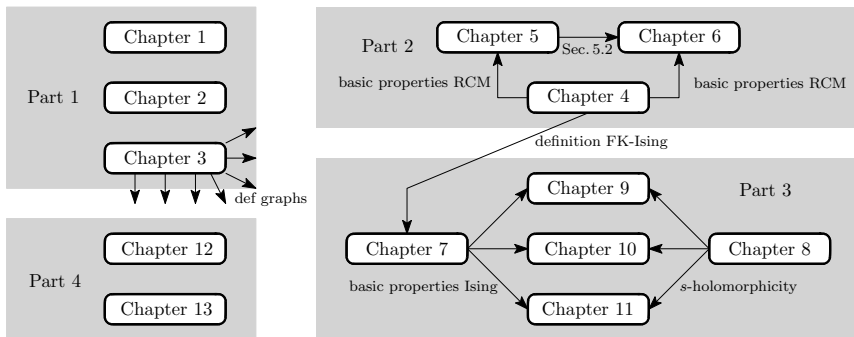 Chapter 1
Part 1
Chapter 2
Chapter 3
def graphs
Part 2
Chapter 5
Sec. 5.2
Chapter 6
basic properties RCM
Chapter 4
basic properties RCM
definition FK-Ising
Part 3
Chapter 9
Chapter 7
Chapter 10
Chapter 8
basic properties Ising
s-holomorphicity
Chapter 11
Part 4
Chapter 12
Chapter 13